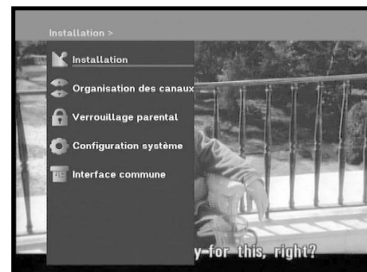 Installation >
Installation
Organisation des canaux
Verrouillage parental
Configuration système
Interface commune
y for this, right?